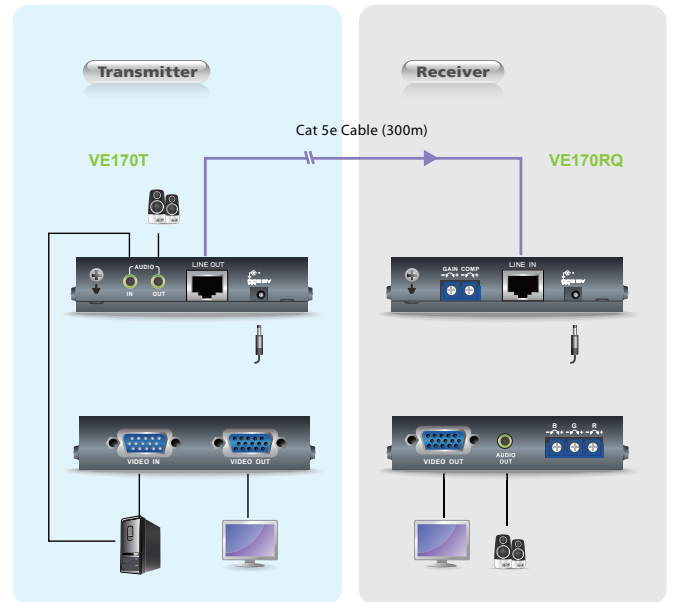 Transmitter
Receiver
Cat 5e Cable (300m)
VE170T
VE170RQ
AUDIO
IN
OUT
LINE OUT
GAIN COMP
- +
- +
LINE IN
VIDEO IN
VIDEO OUT
VIDEO OUT
AUDIO
OUT
B
G
R
- +
- +
- +